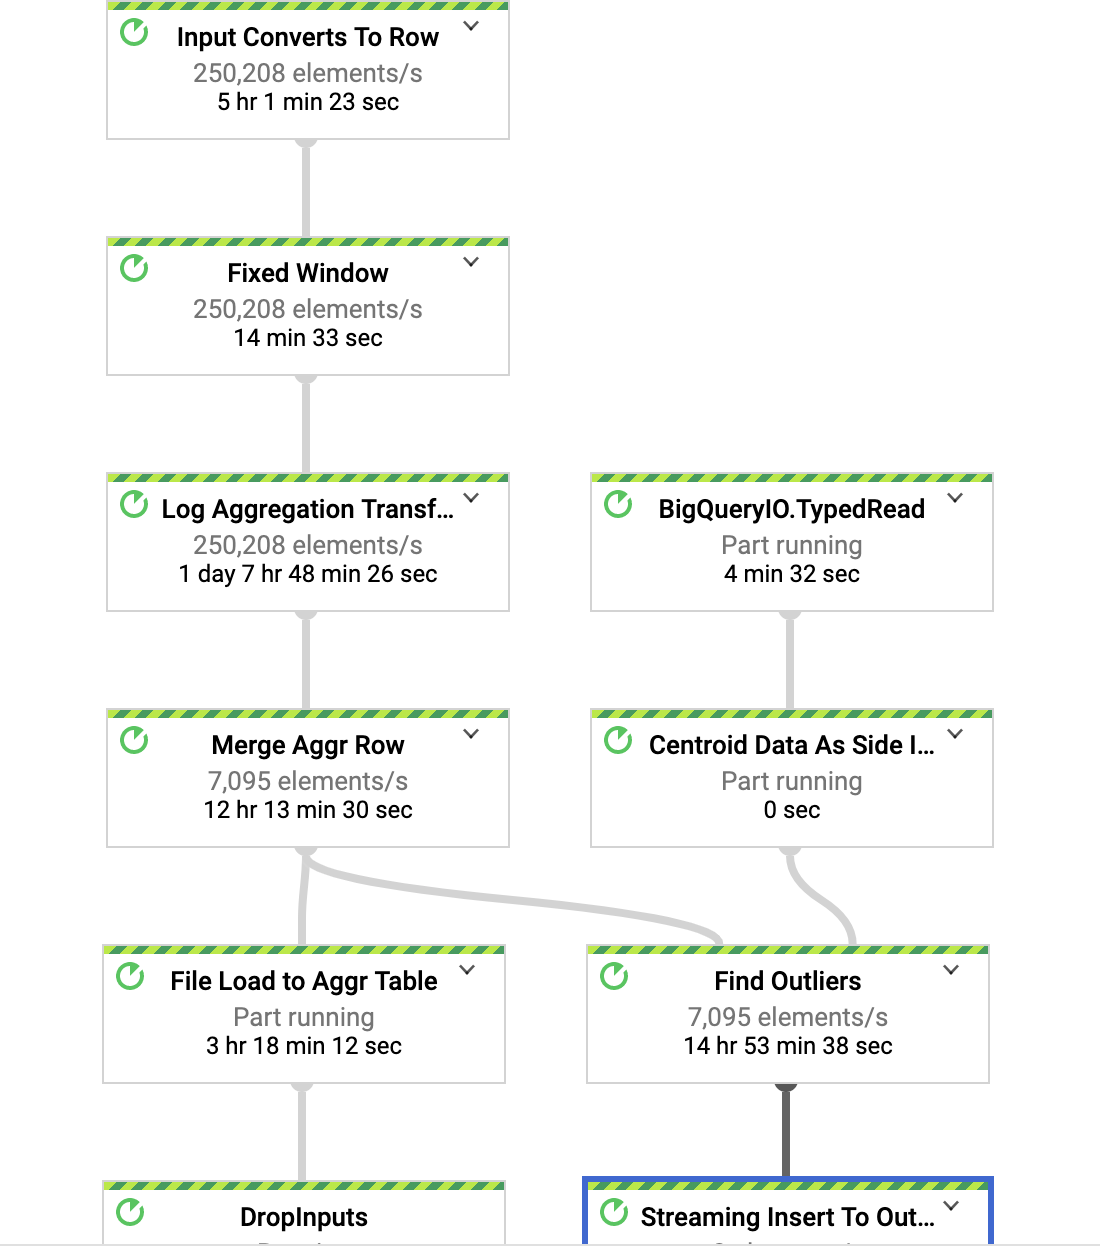 Input Converts To Row
250,208 elements/s
5 hr 1 min 23 sec
Fixed Window
250,208 elements/s
14 min 33 sec
Log Aggregation Transf...
250,208 elements/s
1 day 7 hr 48 min 26 sec
BigQueryIO.TypedRead
Part running
4 min 32 sec
Merge Aggr Row
7,095 elements/s
12 hr 13 min 30 sec
Centroid Data As Side I...
Part running
0 sec
File Load to Aggr Table
Part running
3 hr 18 min 12 sec
Find Outliers
7,095 elements/s
14 hr 53 min 38 sec
DropInputs
Streaming Insert To Out...